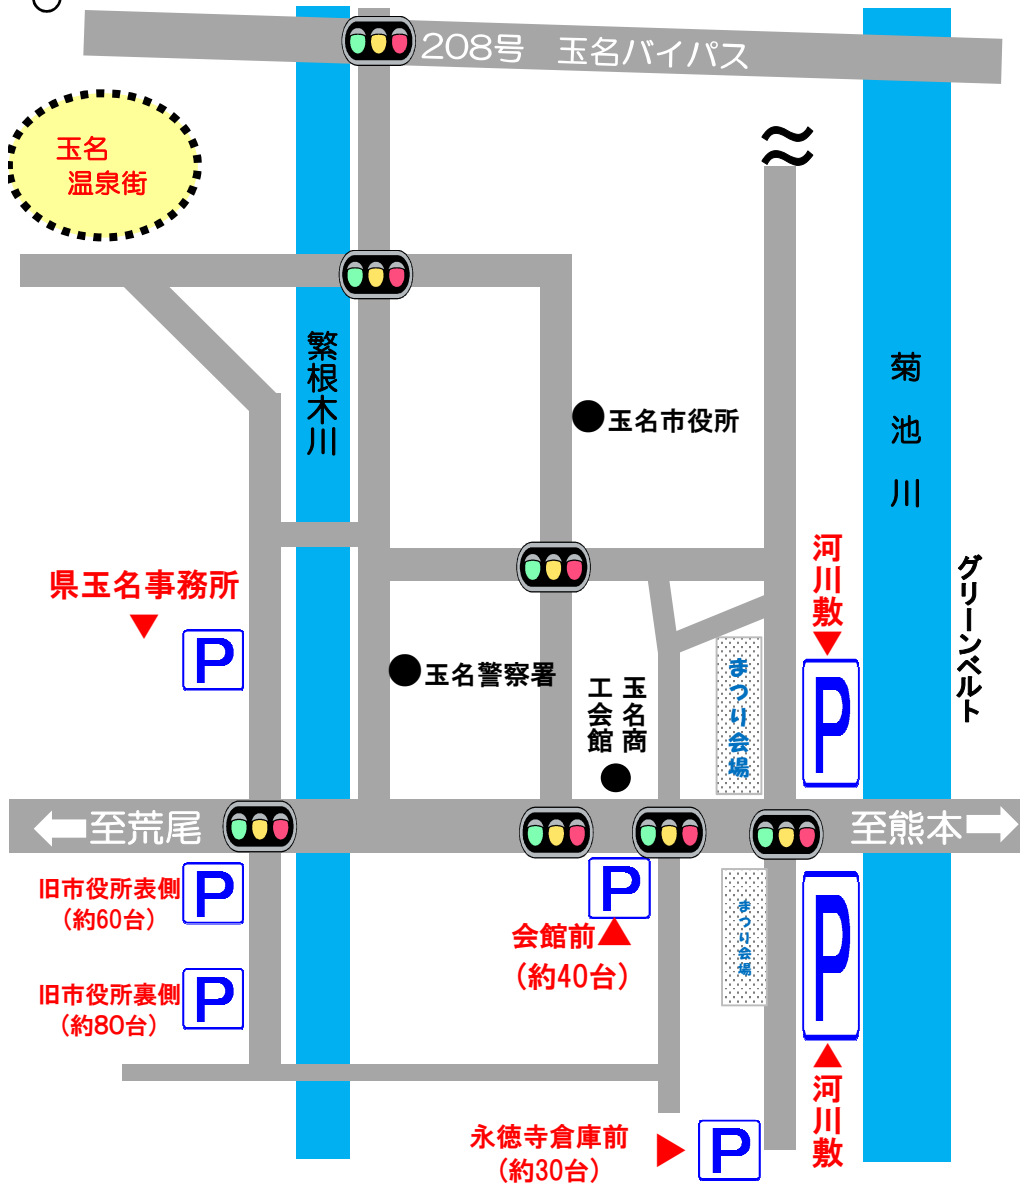 208号　玉名バイパス
玉名
温泉街
繁根木川
菊池川
玉名市役所
グリーンベルト
河川敷
県玉名事務所
P
玉名警察署
玉名商
工会館
まつり会場
P
至荒尾
至熊本
旧市役所表側
(約60台)
P
P
会館前
(約40台)
まつり会場
P
旧市役所裏側
(約80台)
P
河川敷
永徳寺倉庫前
(約30台)
P